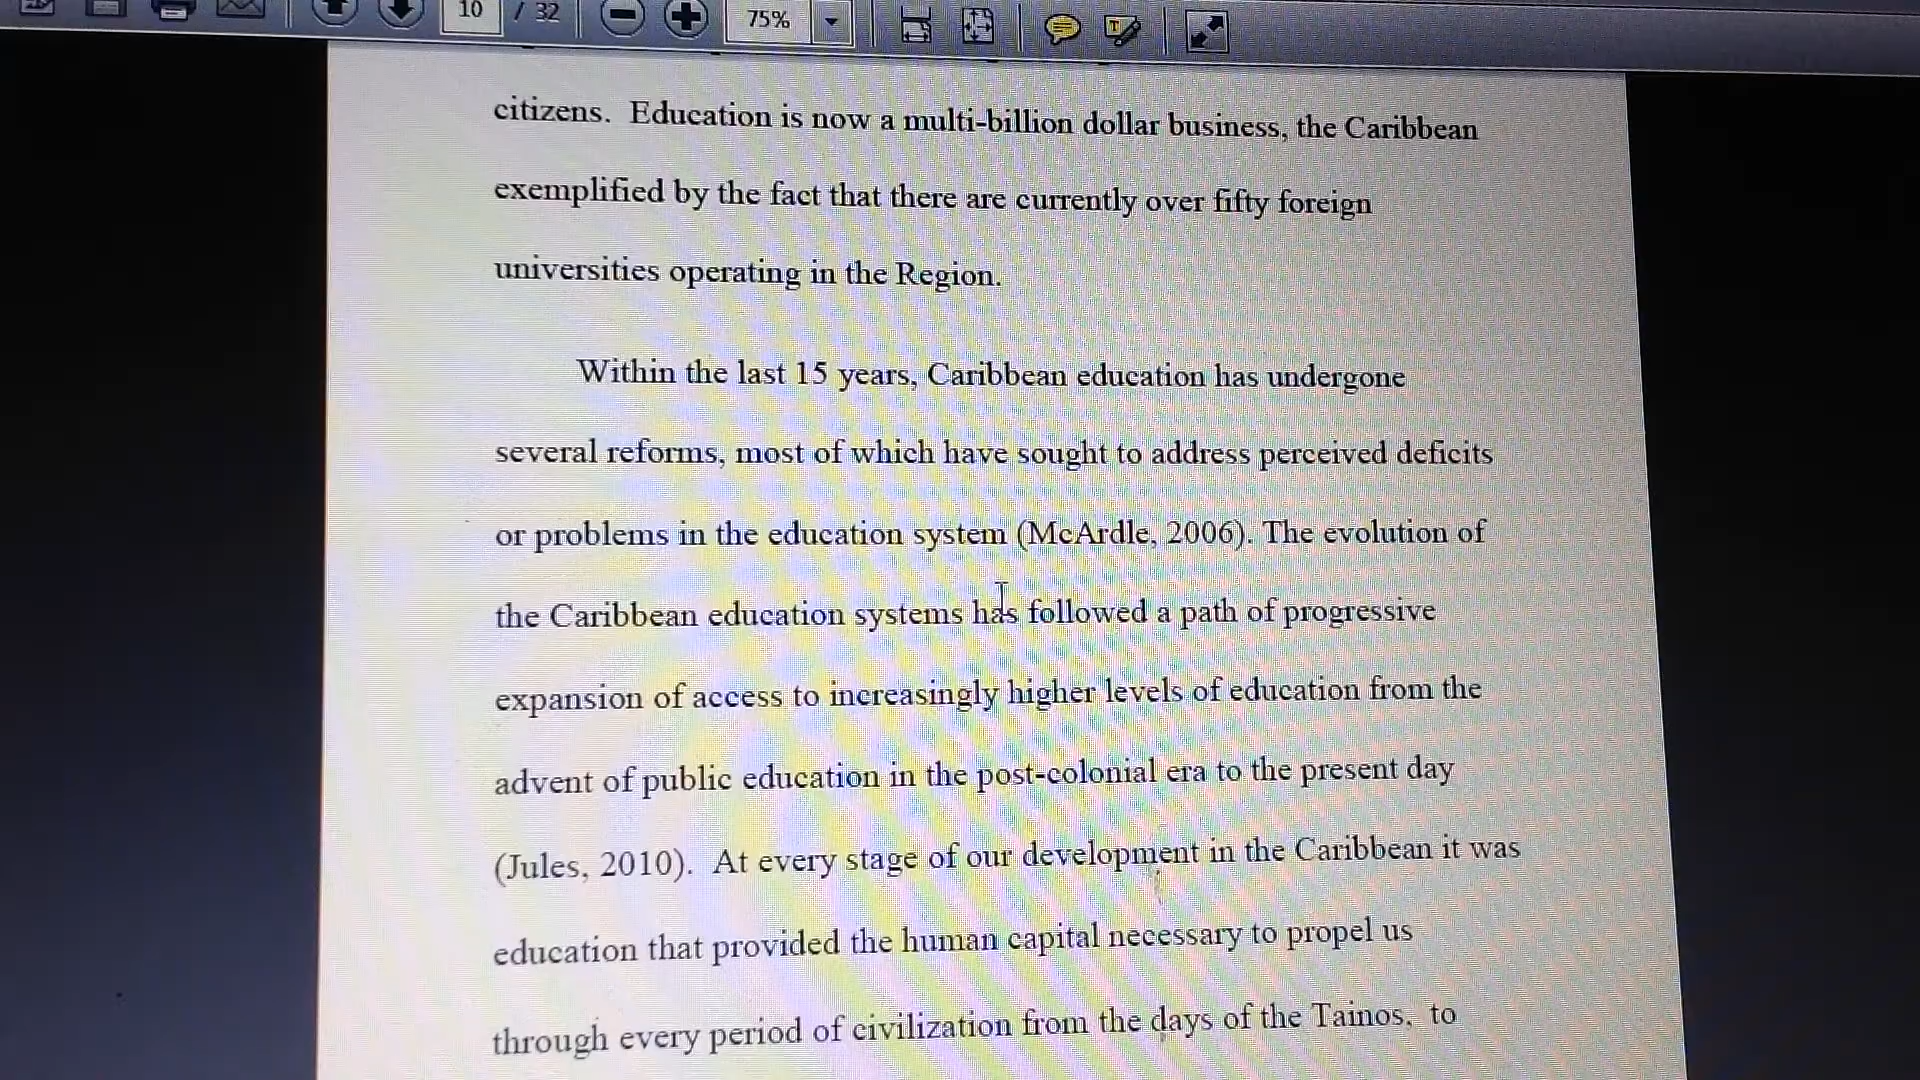 10 / 32 75%
citizens.  Education is now a multi-billion dollar business, the Caribbean
exemplified by the fact that there are currently over fifty foreign
universities operating in the Region.
Within the last 15 years, Caribbean education has undergone
several reforms, most of which have sought to address perceived deficits
or problems in the education system (McArdle, 2006). The evolution of
the Caribbean education systems has followed a path of progressive
expansion of access to increasingly higher levels of education from the
advent of public education in the post-colonial era to the present day
(Jules, 2010).  At every stage of our development in the Caribbean it was
education that provided the human capital necessary to propel us
through every period of civilization from the days of the Tainos,  to